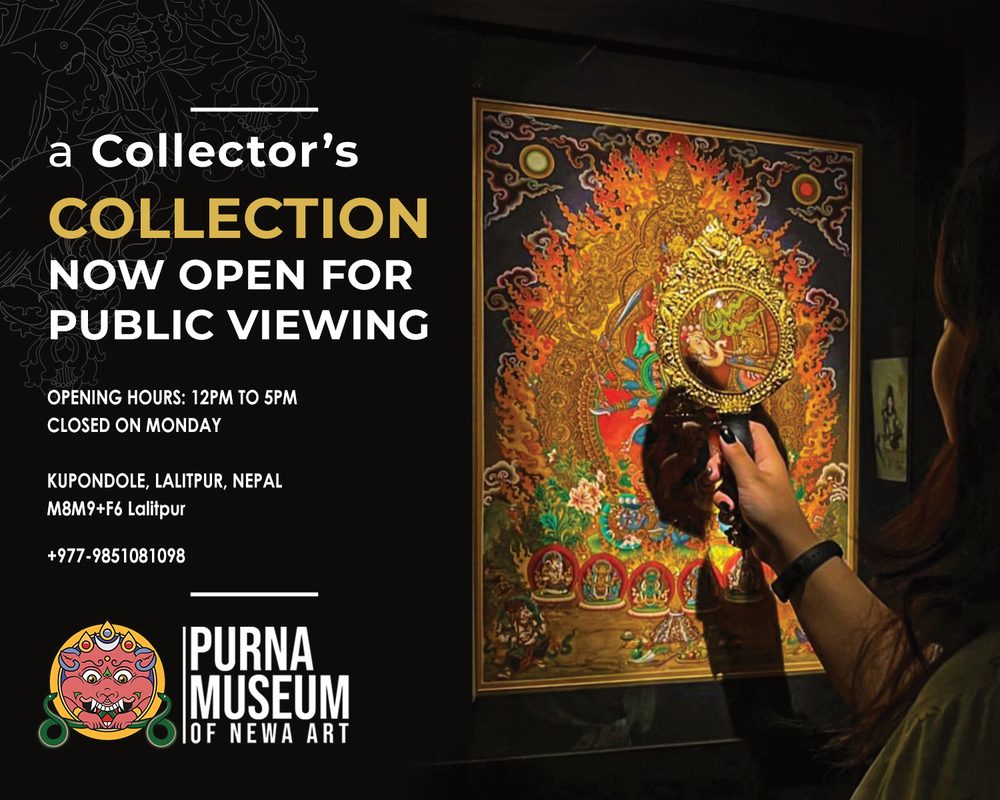 a Collector's
COLLECTION
NOW OPEN FOR
PUBLIC VIEWING
OPENING HOURS: 12PM TO 5PM
CLOSED ON MONDAY
KUPONDOLE, LALITPUR, NEPAL
M8M9+F6 Lalitpur
+977-9851081098
PURNA
MUSEUM
OF NEWA ART